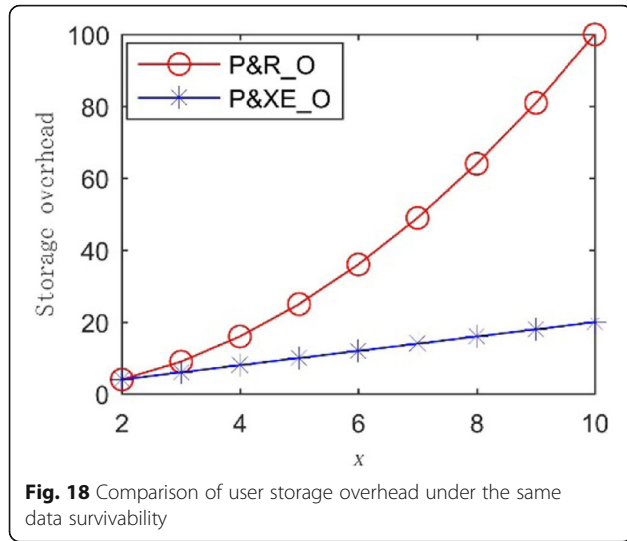 100
80
60
40
20
0
Storage overhead
P&R_O
P&XE_O
2 4 6 8 10
x
Fig. 18 Comparison of user storage overhead under the same
data survivability